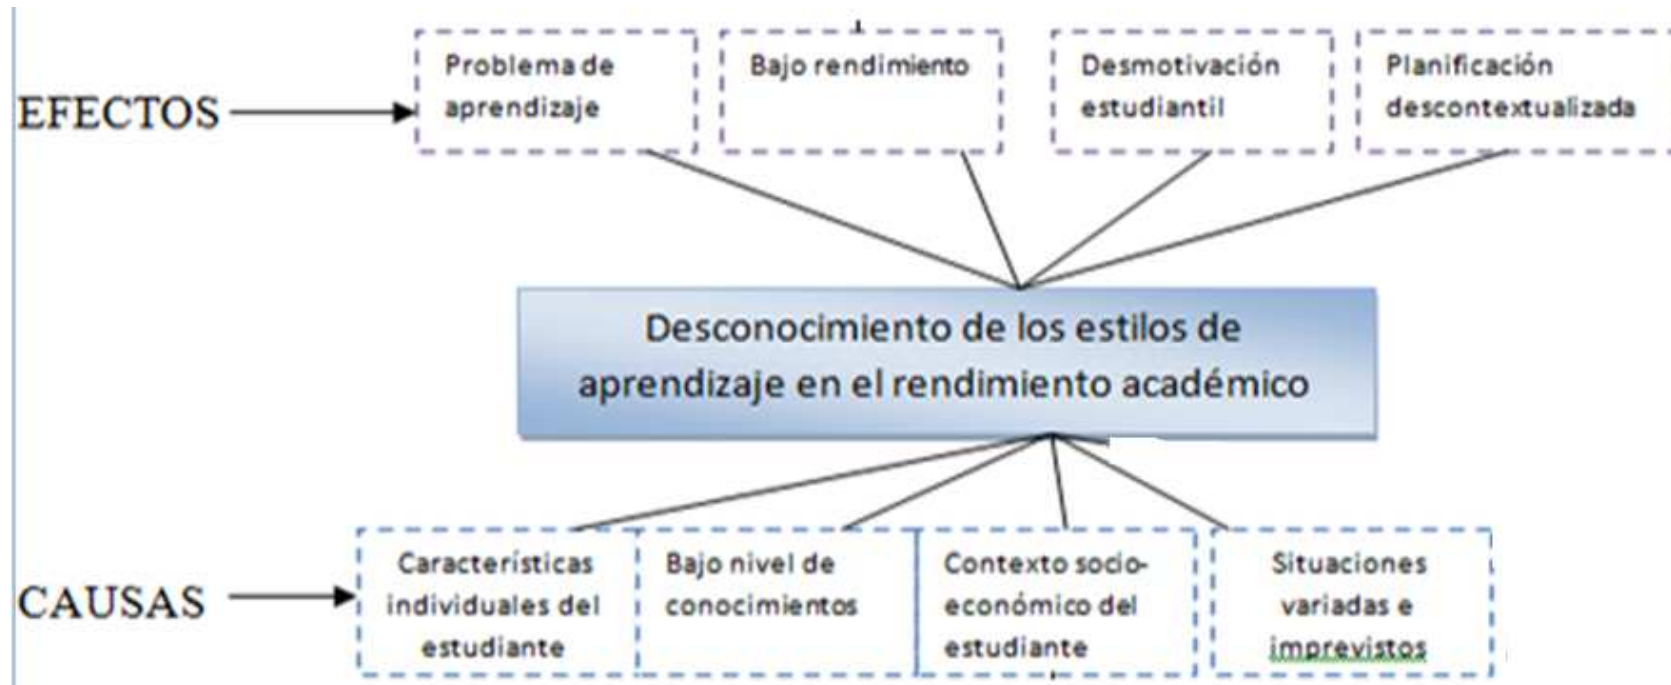 Problema de
aprendizaje
Bajo rendimiento
Desmotivación
estudiantil
Planificación
descontextualizada
EFECTOS
Desconocimiento de los estilos de
aprendizaje en el rendimiento académico
CAUSAS
Características
individuales del
estudiante
Bajo nivel de
conocimientos
Contexto socio-
económico del
estudiante
Situaciones
variadas e
imprevistos